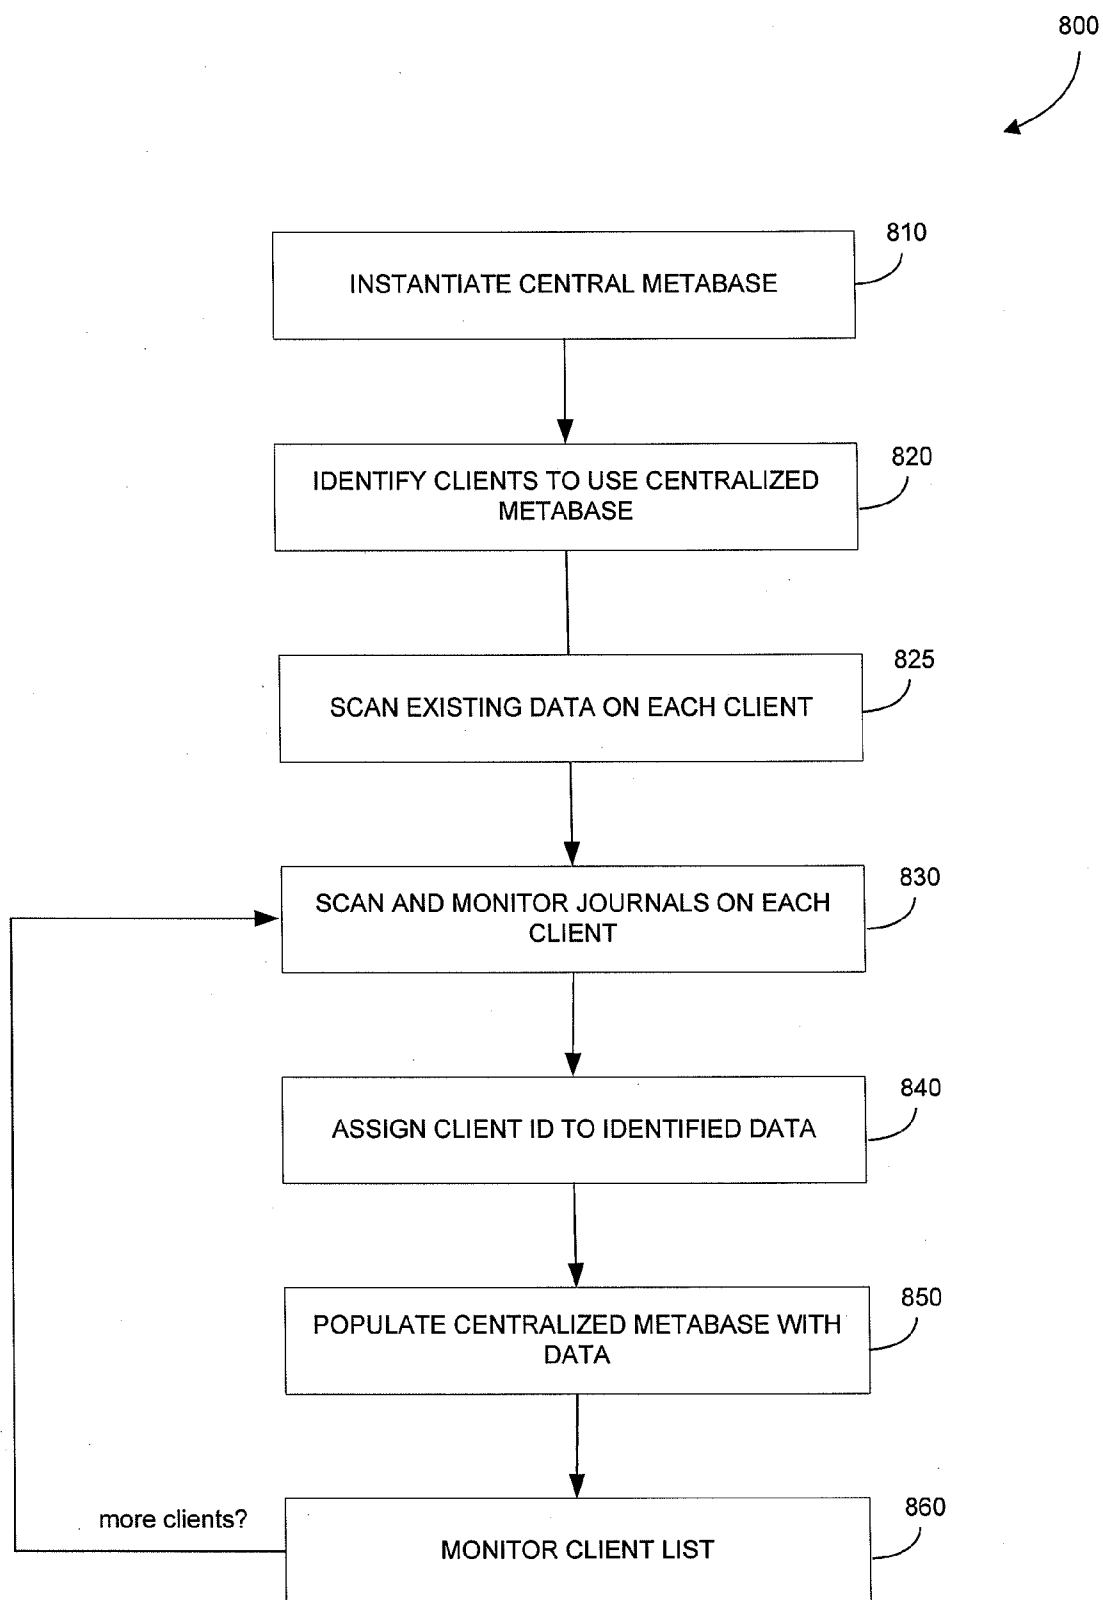 800
810
INSTANTIATE CENTRAL METABASE
820
IDENTIFY CLIENTS TO USE CENTRALIZED
METABASE
825
SCAN EXISTING DATA ON EACH CLIENT
830
SCAN AND MONITOR JOURNALS ON EACH
CLIENT
840
ASSIGN CLIENT ID TO IDENTIFIED DATA
850
POPULATE CENTRALIZED METABASE WITH
DATA
860
more clients?
MONITOR CLIENT LIST